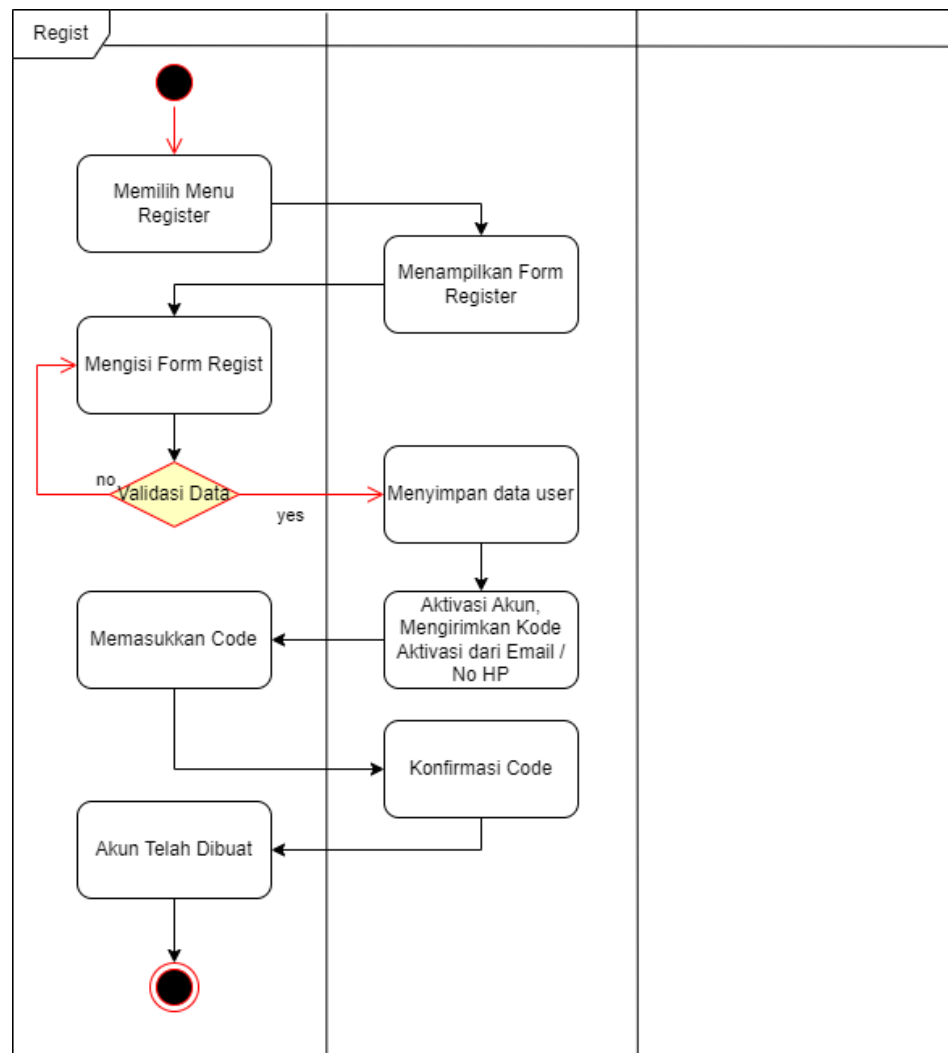 Regist
Memilih Menu
Register
Menampilkan Form
Register
Mengisi Form Regist
no
Validasi Data
yes
Menyimpan data user
Aktivasi Akun,
Mengirimkan Kode
Aktivasi dari Email /
No HP
Memasukkan Code
Konfirmasi Code
Akun Telah Dibuat